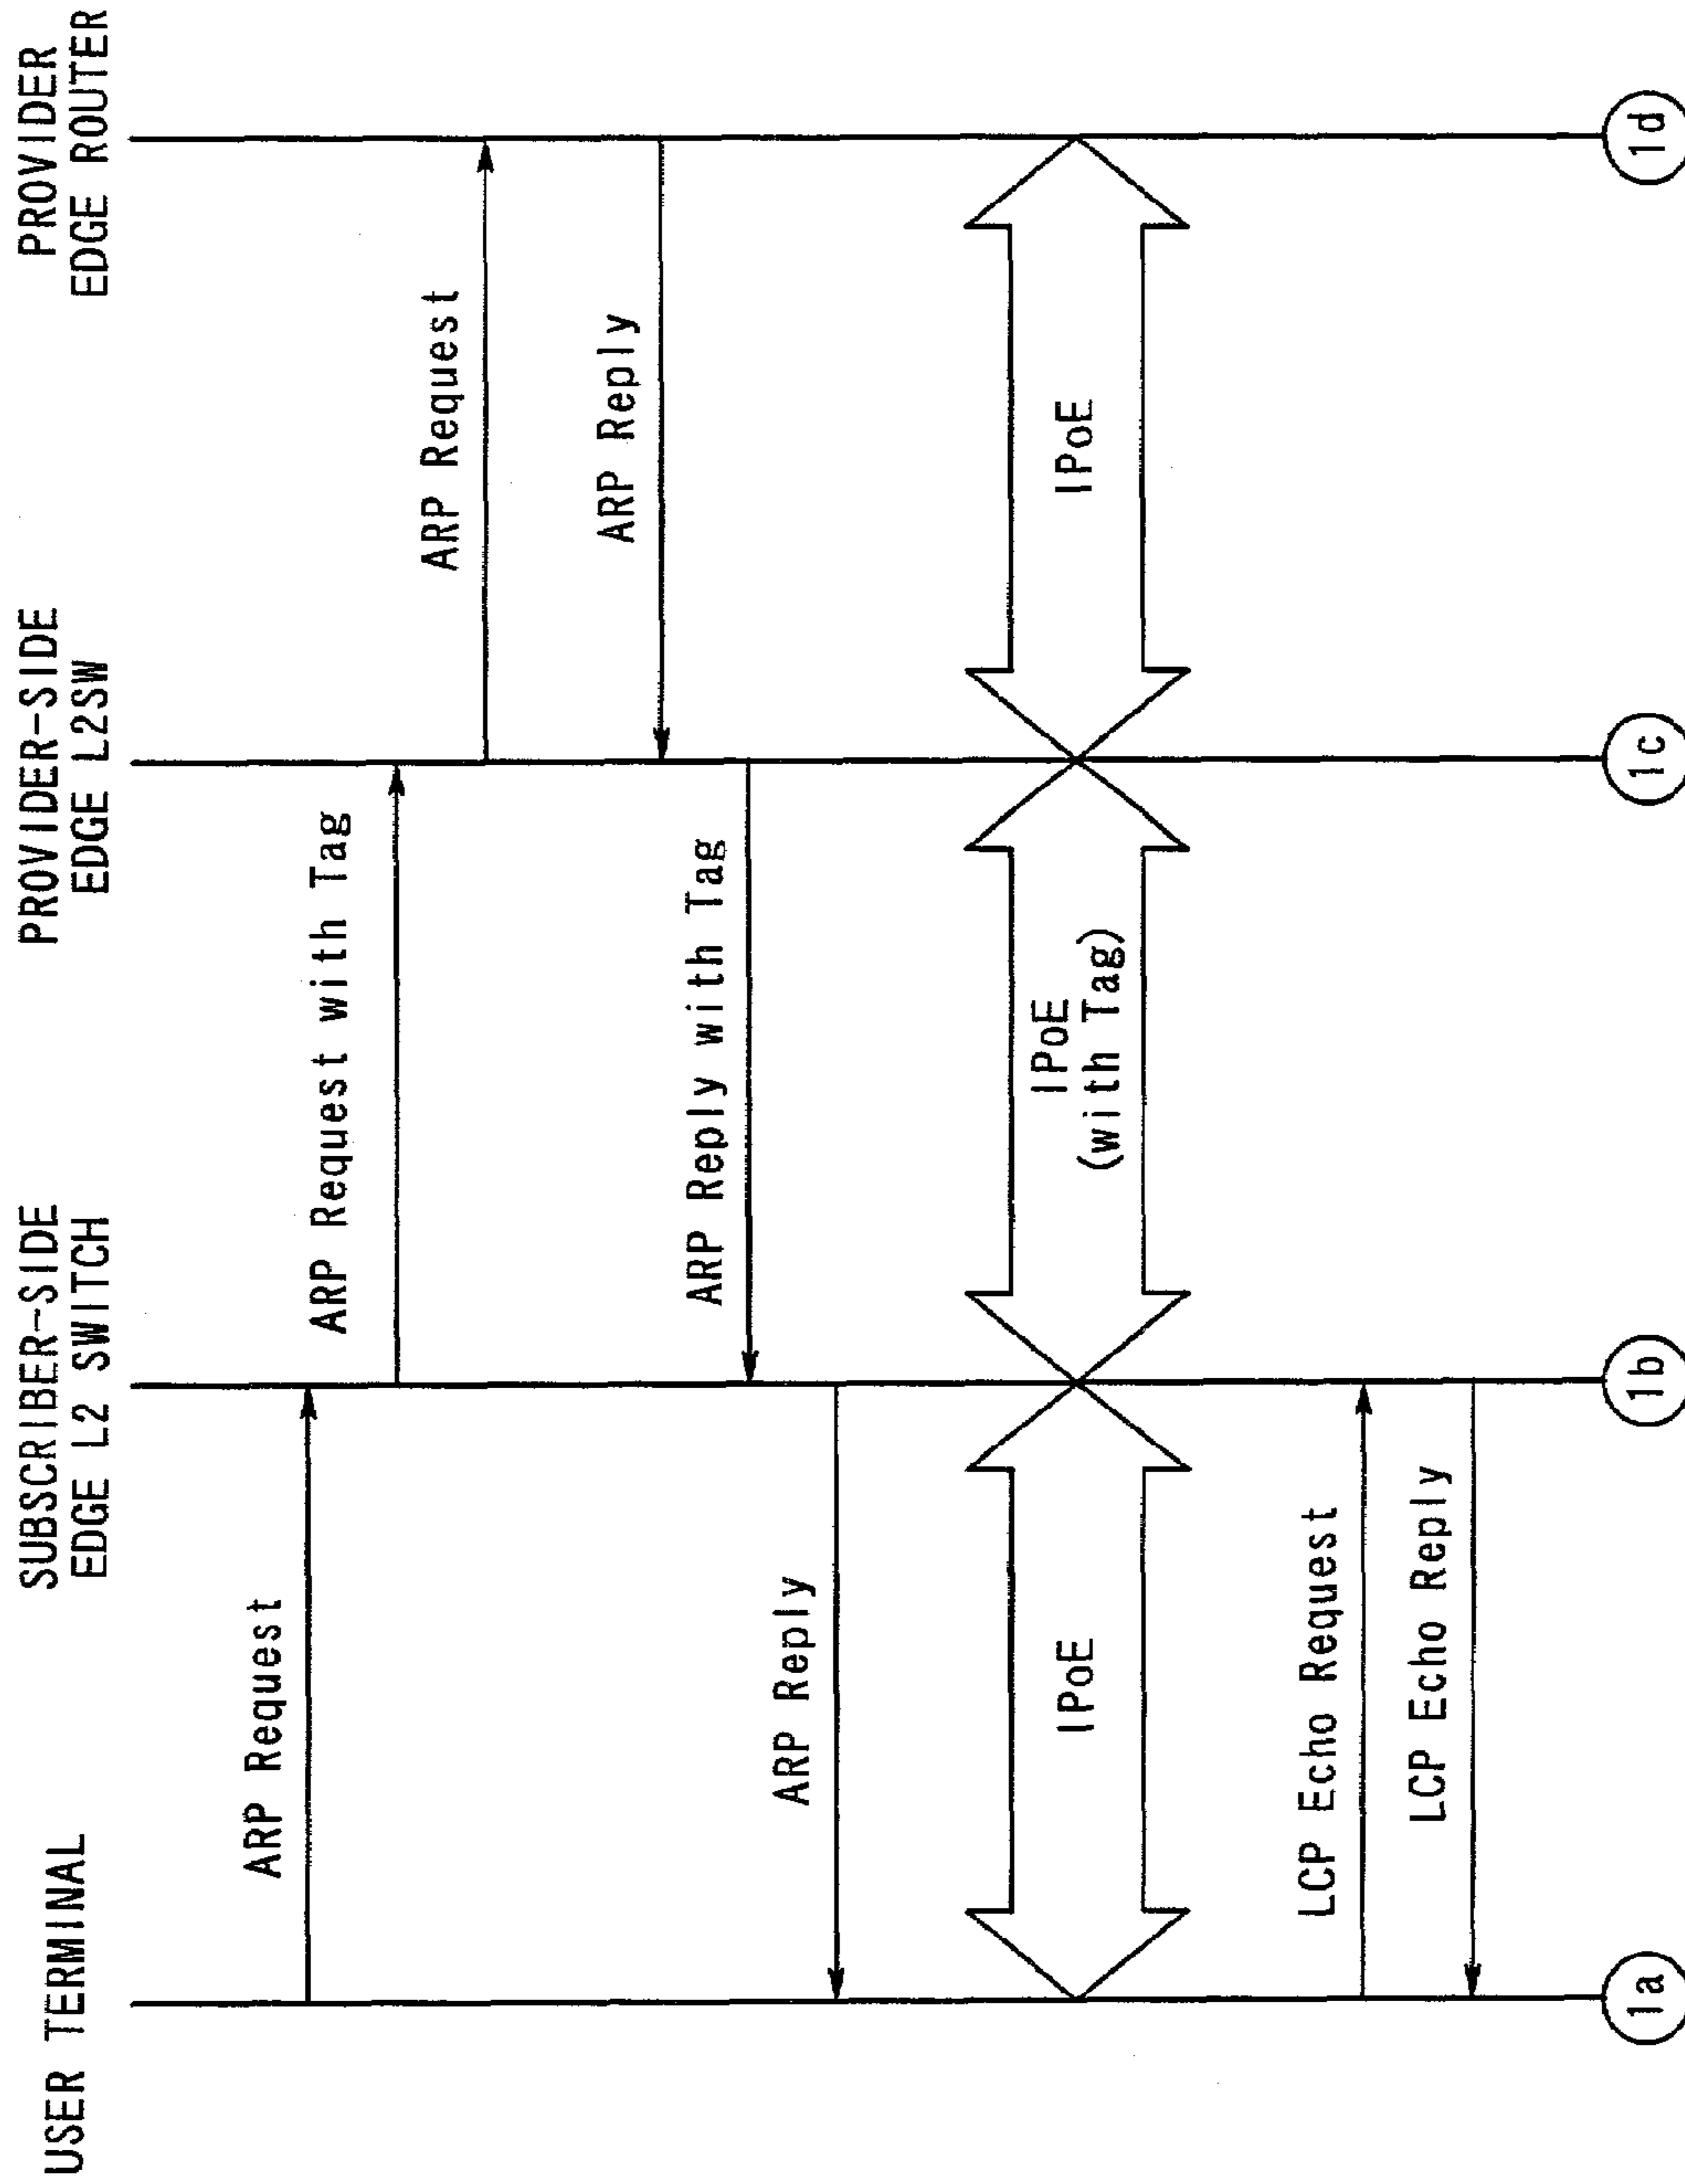 USER TERMINAL
SUBSCRIBER-SIDE
EDGE L2 SWITCH
PROVIDER-SIDE
EDGE L2SW
PROVIDER
EDGE ROUTER
ARP Request
ARP Request with Tag
ARP Request
ARP Reply
ARP Reply with Tag
ARP Reply
IPoE
IPoE
(with Tag)
IPoE
LCP Echo Request
LCP Echo Reply
1a
1b
1c
1d